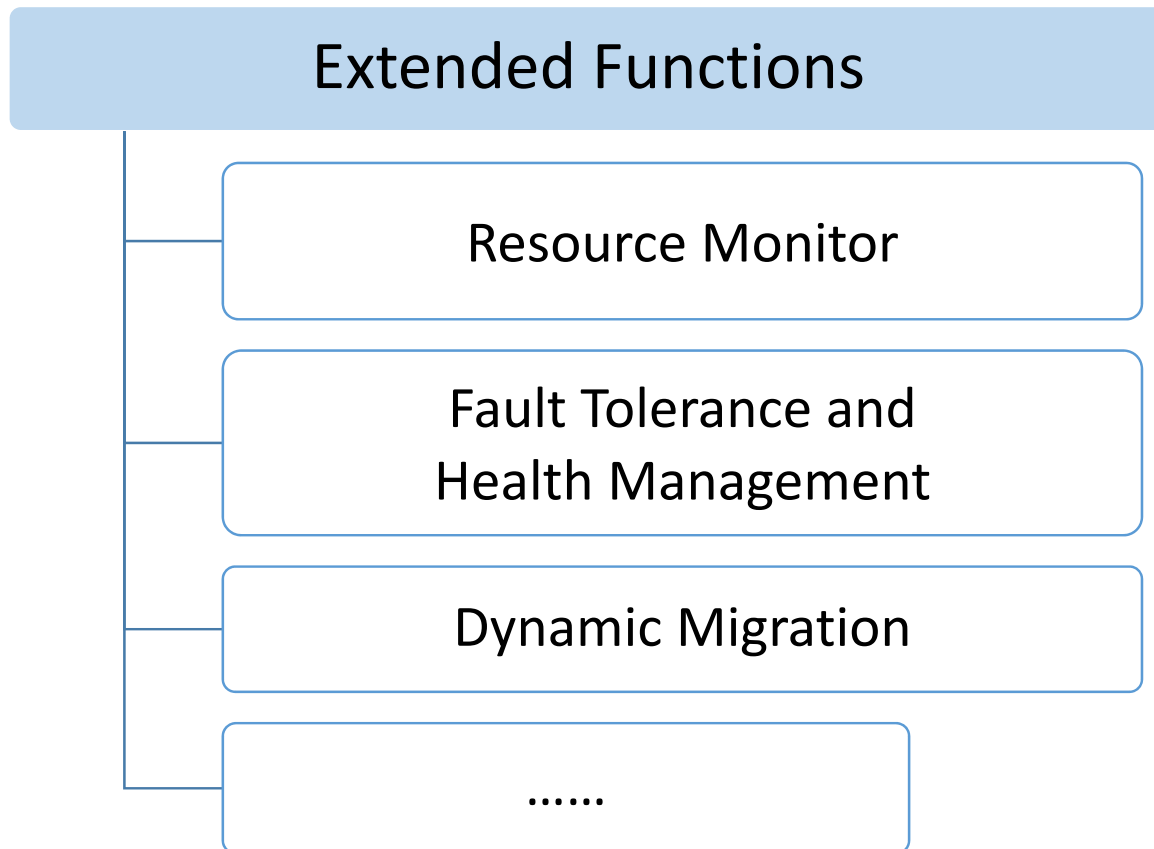 Extended Functions
Resource Monitor
Fault Tolerance and
Health Management
Dynamic Migration
......